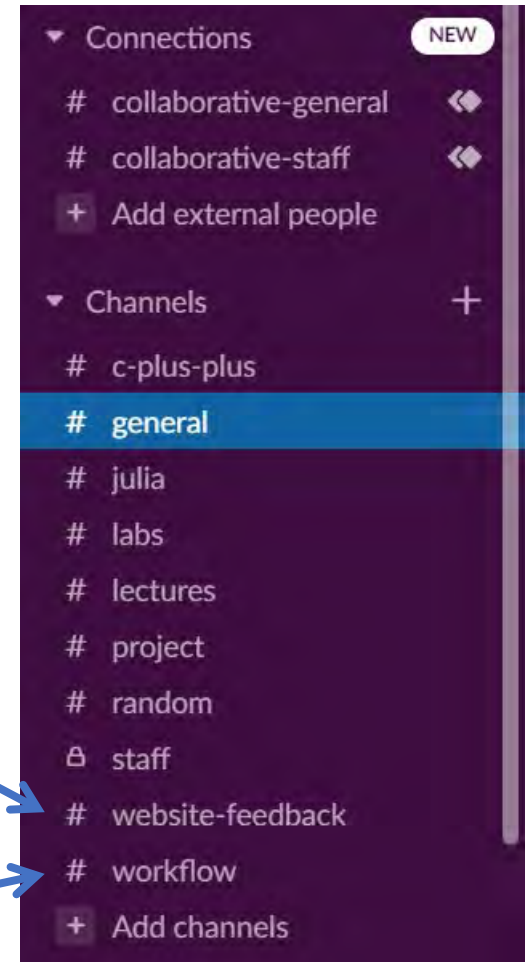 Connections NEW
# collaborative-general
# collaborative-staff
+ Add external people
Channels +
# c-plus-plus
# general
# julia
# labs
# lectures
# project
# random
staff
# website-feedback
# workflow
+ Add channels